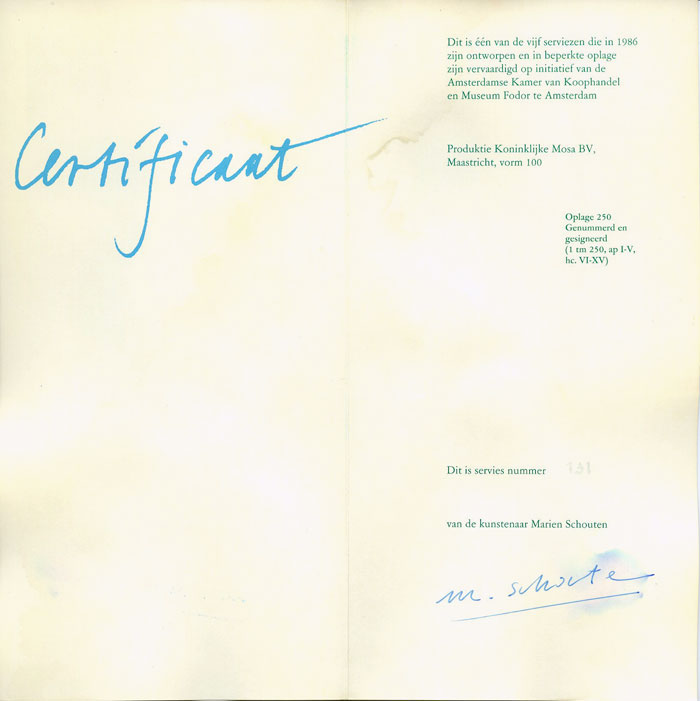 Certificaat
Dit is één van de vijf serviezen die in 1986
zijn ontworpen en in beperkte oplage
zijn vervaardigd op initiatief van de
Amsterdamse Kamer van Koophandel
en Museum Fodor te Amsterdam
Produktie Koninklijke Mosa BV,
Maastricht, vorm 100
Oplage 250
Genummerd en
gesigneerd
(1 tm 250, ap I-V,
hc. VI-XV)
Dit is servies nummer
van de kunstenaar Marien Schouten
M. Schoute